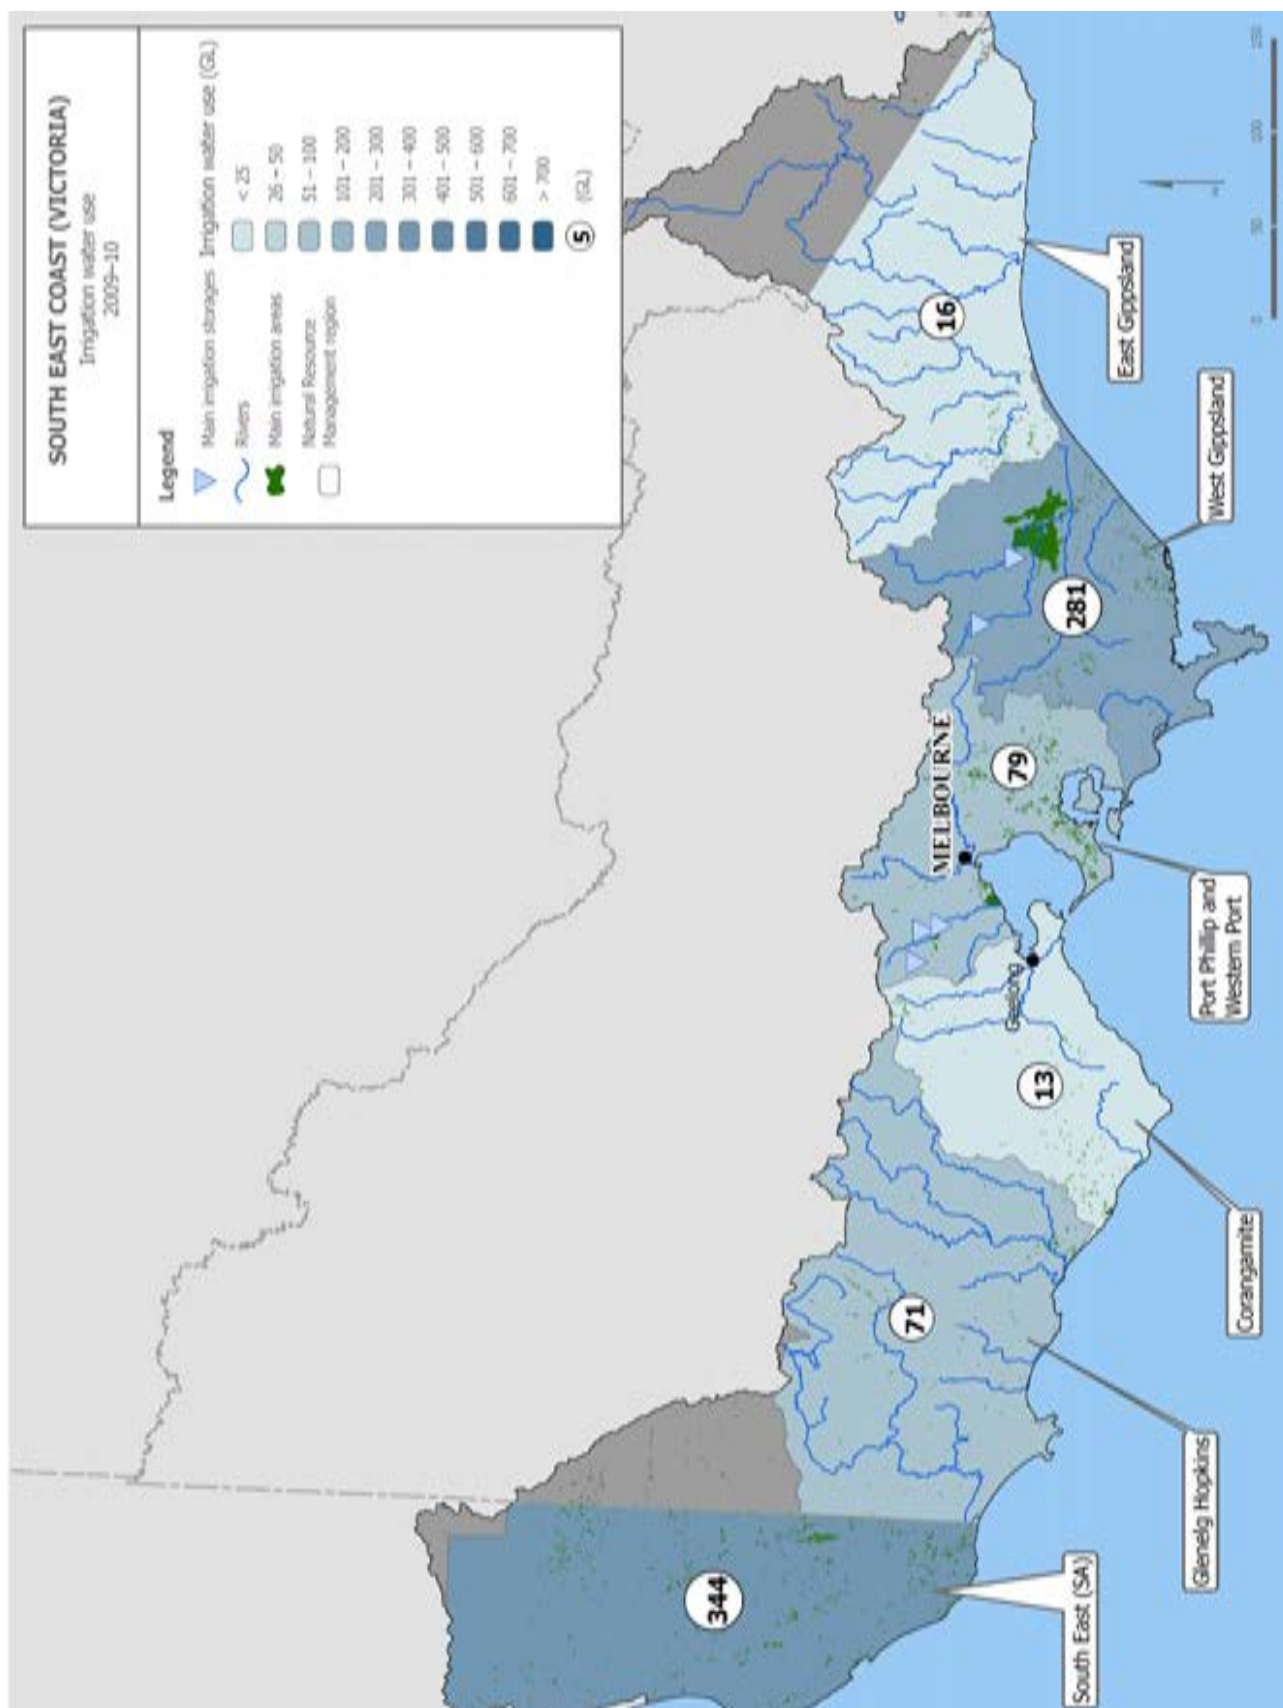 SOUTH EAST COAST (VICTORIA)
Irrigation water use
2009–10
Legend
Main irrigation storages
Rivers
Main irrigation areas
Natural Resource
Management region
Irrigation water use (GL)
< 25
26 – 50
51 – 100
101 – 200
201 – 300
301 – 400
401 – 500
501 – 600
601 – 700
> 700
5 (GL)
344
71
13
79
281
16
MELBOURNE
Geelong
South East (SA)
Glenelg Hopkins
Corangamite
Port Phillip and
Western Port
West Gippsland
East Gippsland
0 50 100 150